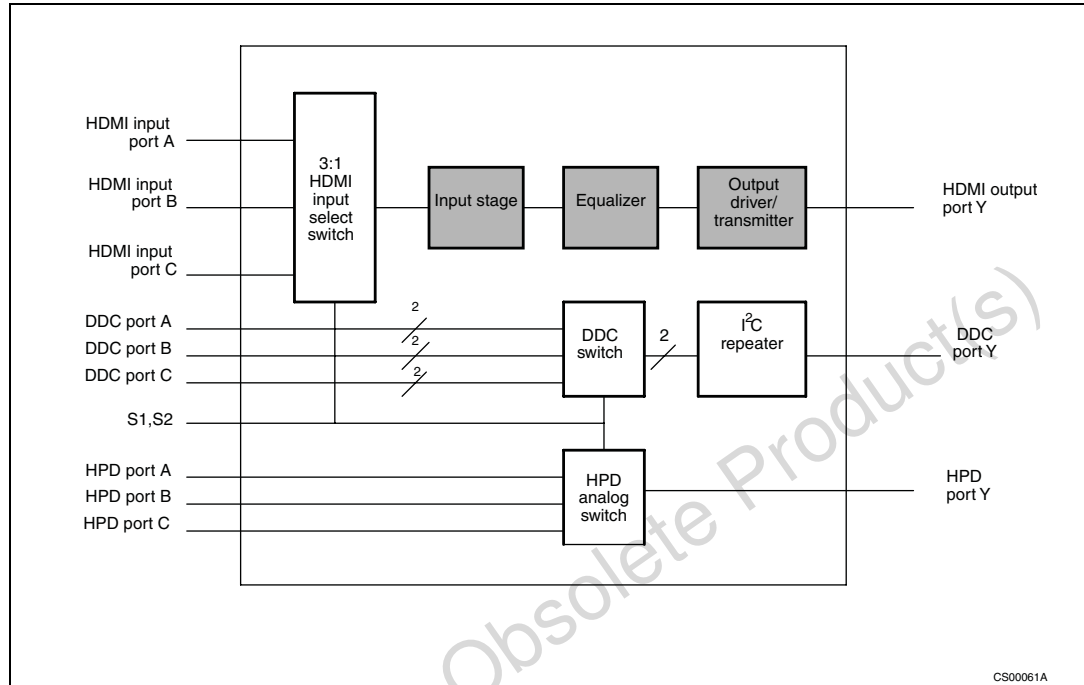 HDMI input
port A
HDMI input
port B
HDMI input
port C
3:1
HDMI
input
select
switch
Input stage
Equalizer
Output
driver/
transmitter
HDMI output
port Y
DDC port A
DDC port B
DDC port C
2
2
2
DDC
switch
2
I2C
repeater
DDC
port Y
S1,S2
HPD port A
HPD port B
HPD port C
HPD
analog
switch
HPD
port Y
Obsolete Product(s)
CS00061A